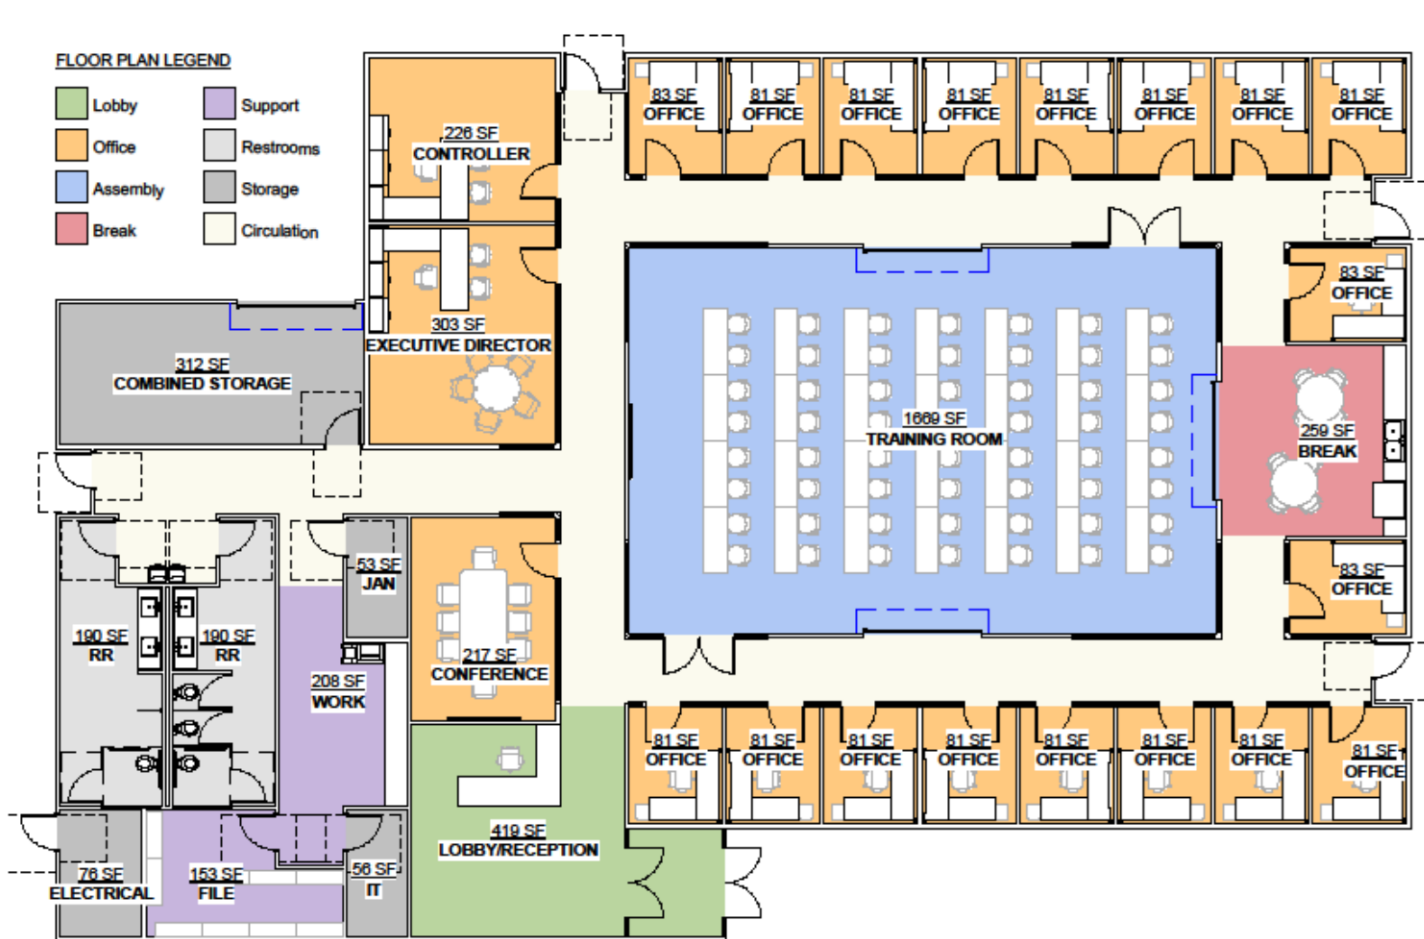 FLOOR PLAN LEGEND
Lobby
Support
Office
Restrooms
Assembly
Storage
Break
Circulation
226 SF
CONTROLLER
83 SF
OFFICE
81 SF
OFFICE
81 SF
OFFICE
81 SF
OFFICE
81 SF
OFFICE
81 SF
OFFICE
81 SF
OFFICE
81 SF
OFFICE
303 SF
EXECUTIVE DIRECTOR
83 SF
OFFICE
312 SF
COMBINED STORAGE
1669 SF
TRAINING ROOM
259 SF
BREAK
53 SF
JAN
83 SF
OFFICE
190 SF
RR
190 SF
RR
217 SF
CONFERENCE
208 SF
WORK
81 SF
OFFICE
81 SF
OFFICE
81 SF
OFFICE
81 SF
OFFICE
81 SF
OFFICE
81 SF
OFFICE
81 SF
OFFICE
81 SF
OFFICE
419 SF
LOBBY/RECEPTION
76 SF
ELECTRICAL
153 SF
FILE
56 SF
IT